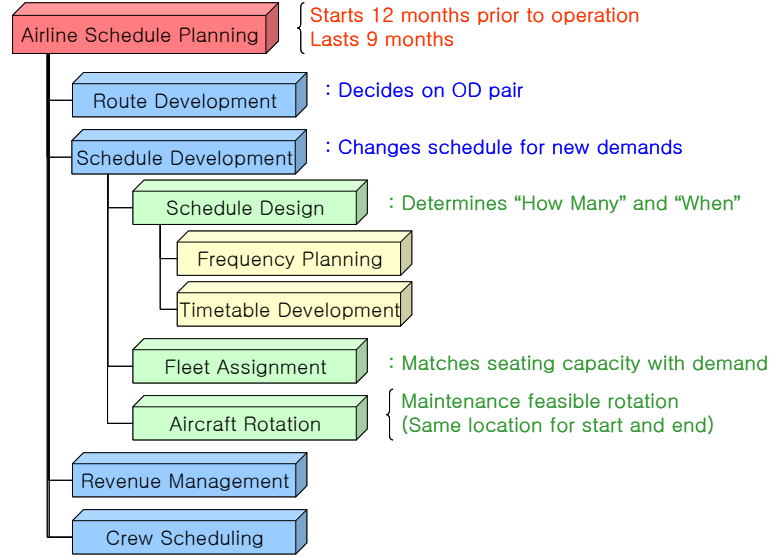 Airline Schedule Planning
Starts 12 months prior to operation
Lasts 9 months
Route Development
: Decides on OD pair
Schedule Development
: Changes schedule for new demands
Schedule Design
: Determines “How Many” and “When”
Frequency Planning
Timetable Development
Fleet Assignment
: Matches seating capacity with demand
Aircraft Rotation
Maintenance feasible rotation
(Same location for start and end)
Revenue Management
Crew Scheduling